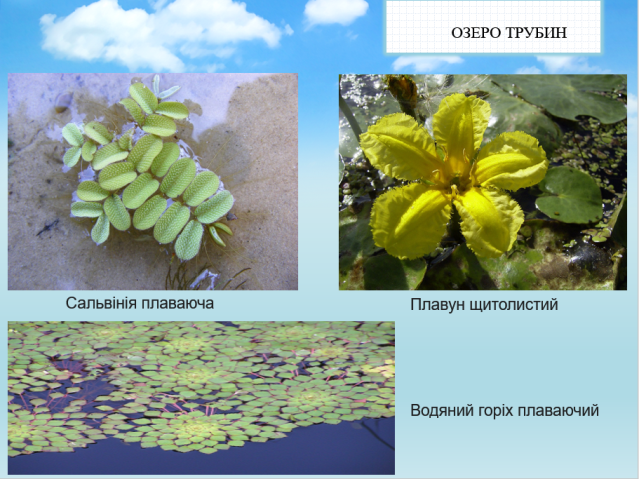 ОЗЕРО ТРУБИН
Сальвінія плаваюча
Плавун щитолистий
Водяний горіх плаваючий